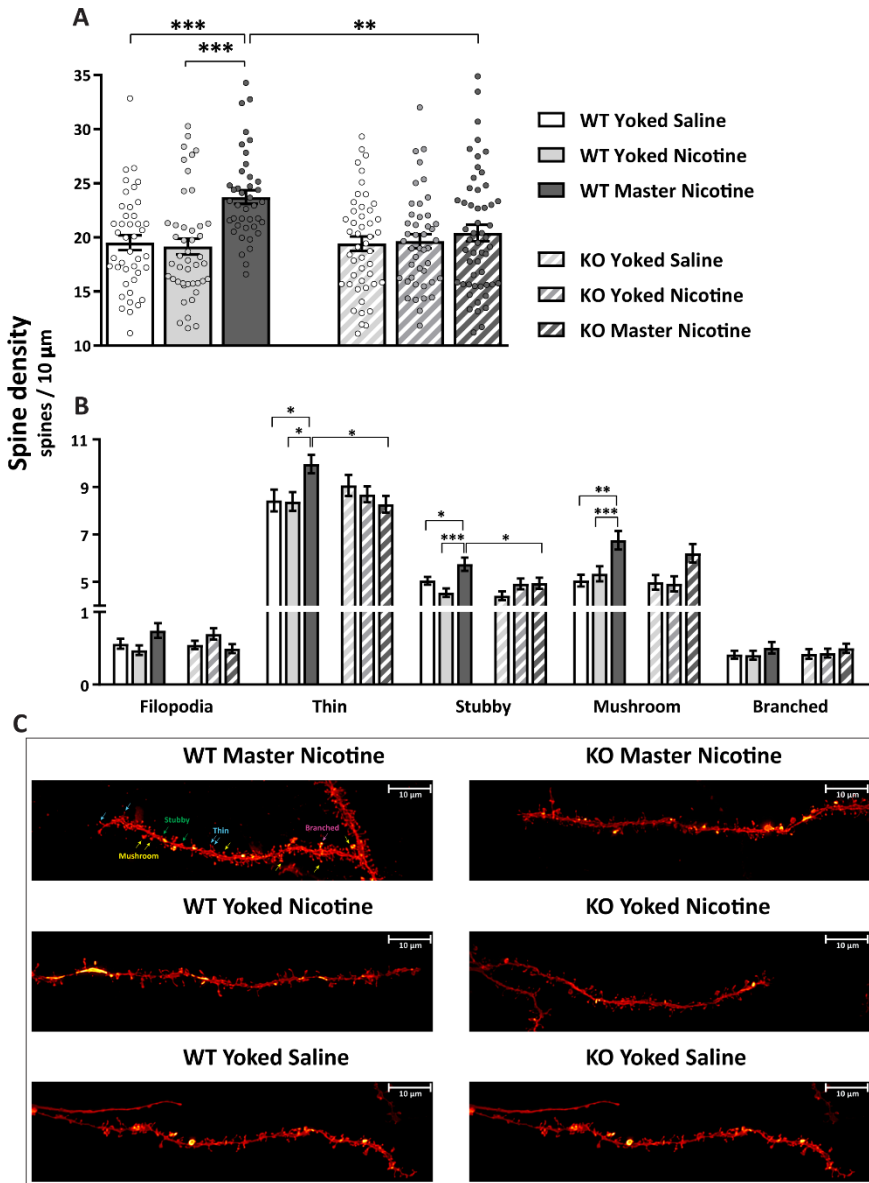 A
***
**
***
35
30
25
20
15
10
WT Yoked Saline
WT Yoked Nicotine
WT Master Nicotine
KO Yoked Saline
KO Yoked Nicotine
KO Master Nicotine
Spine density
spines / 10 µm
B
11
9
7
5
1
0
*
*
*
*
***
*
**
***
Filopodia
Thin
Stubby
Mushroom
Branched
C
WT Master Nicotine
KO Master Nicotine
10 µm
Stubby
Thin
Branched
Mushroom
10 µm
WT Yoked Nicotine
KO Yoked Nicotine
10 µm
10 µm
WT Yoked Saline
KO Yoked Saline
10 µm
10 µm